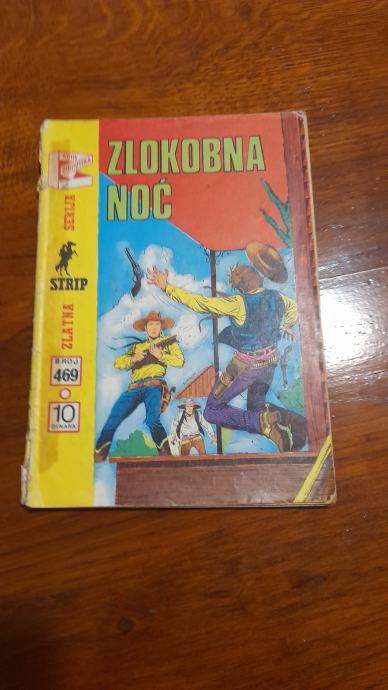 ZLOKOBNA
NOĆ
ZLATNA SERIJA
STRIP
BROJ
469
10
DINARA